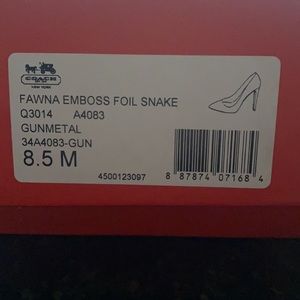 COACH
NEW YORK
FAWNA EMBOSS FOIL SNAKE
Q3014 A4083
GUNMETAL
34A4083-GUN
8.5 M
4500123097
8 87874 07168 4